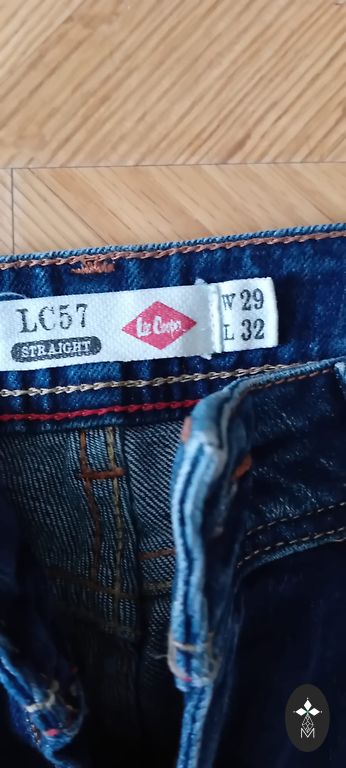 LC57
STRAIGHT
Lee Cooper
W 29
L 32
M